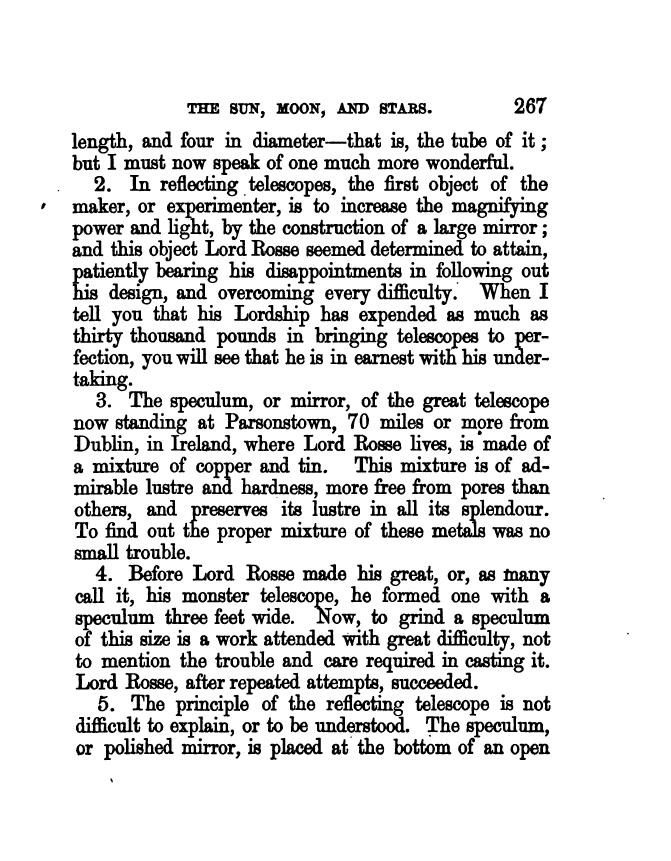 THE SUN, MOON, AND STARS. 267
length, and four in diameter—that is, the tube of it;
but I must now speak of one much more wonderful.
2. In reflecting telescopes, the first object of the
maker, or experimenter, is to increase the magnifying
power and light, by the construction of a large mirror;
and this object Lord Rosse seemed determined to attain,
patiently bearing his disappointments in following out
his design, and overcoming every difficulty. When I
tell you that his Lordship has expended as much as
thirty thousand pounds in bringing telescopes to per-
fection, you will see that he is in earnest with his under-
taking.
3. The speculum, or mirror, of the great telescope
now standing at Parsonstown, 70 miles or more from
Dublin, in Ireland, where Lord Rosse lives, is made of
a mixture of copper and tin. This mixture is of ad-
mirable lustre and hardness, more free from pores than
others, and preserves its lustre in all its splendour.
To find out the proper mixture of these metals was no
small trouble.
4. Before Lord Rosse made his great, or, as many
call it, his monster telescope, he formed one with a
speculum three feet wide. Now, to grind a speculum
of this size is a work attended with great difficulty, not
to mention the trouble and care required in casting it.
Lord Rosse, after repeated attempts, succeeded.
5. The principle of the reflecting telescope is not
difficult to explain, or to be understood. The speculum,
or polished mirror, is placed at the bottom of an open